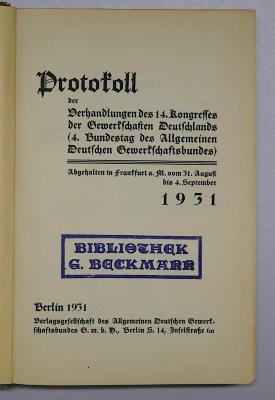 Protokoll
der
Verhandlungen des 14. Kongresses
der Gewerkschaften Deutschlands
(4. Bundestag des Allgemeinen
Deutschen Gewerkschaftsbundes)
Abgehalten in Frankfurt a. M. vom 31. August
bis 4. September
1931
BIBLIOTHEK
G. BECKMANN
Berlin 1931
Verlagsgesellschaft des Allgemeinen Deutschen Gewerk-
schaftsbundes G. m. b. H., Berlin S. 14, Inselstraße 6a